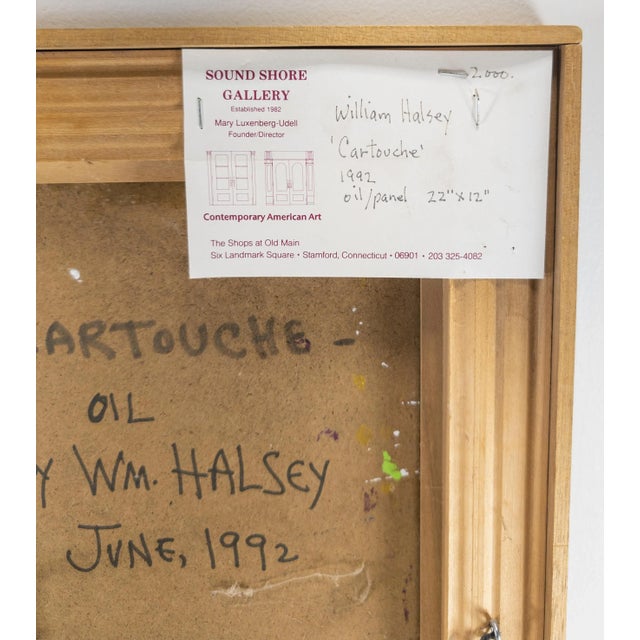 SOUND SHORE
GALLERY
Established 1982
Mary Luxenberg-Udell
Founder/Director
Contemporary American Art
The Shops at Old Main
Six Landmark Square • Stamford, Connecticut • 06901 • 203 325-4082
2000.
William Halsey
'Cartouche'
1992
oil/panel 22"x12"
ARTOUCHE -
OIL
Y WM. HALSEY
JUNE, 1992